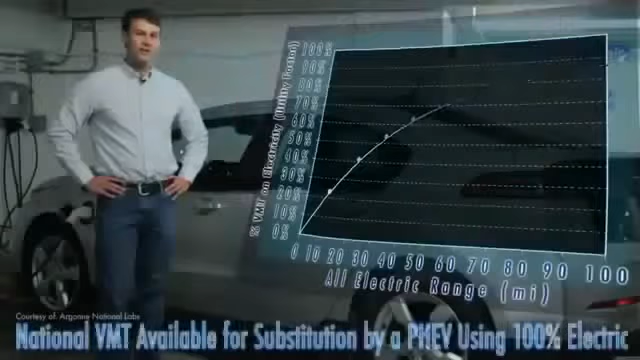 % VMT on Electricity (Utility Factor)
100%
90%
80%
70%
60%
50%
40%
30%
20%
10%
0%
0 10 20 30 40 50 60 70 80 90 100
All Electric Range (mi)
Courtesy of: Argonne National Labs
National VMT Available for Substitution by a PKEV Using 100% Electric